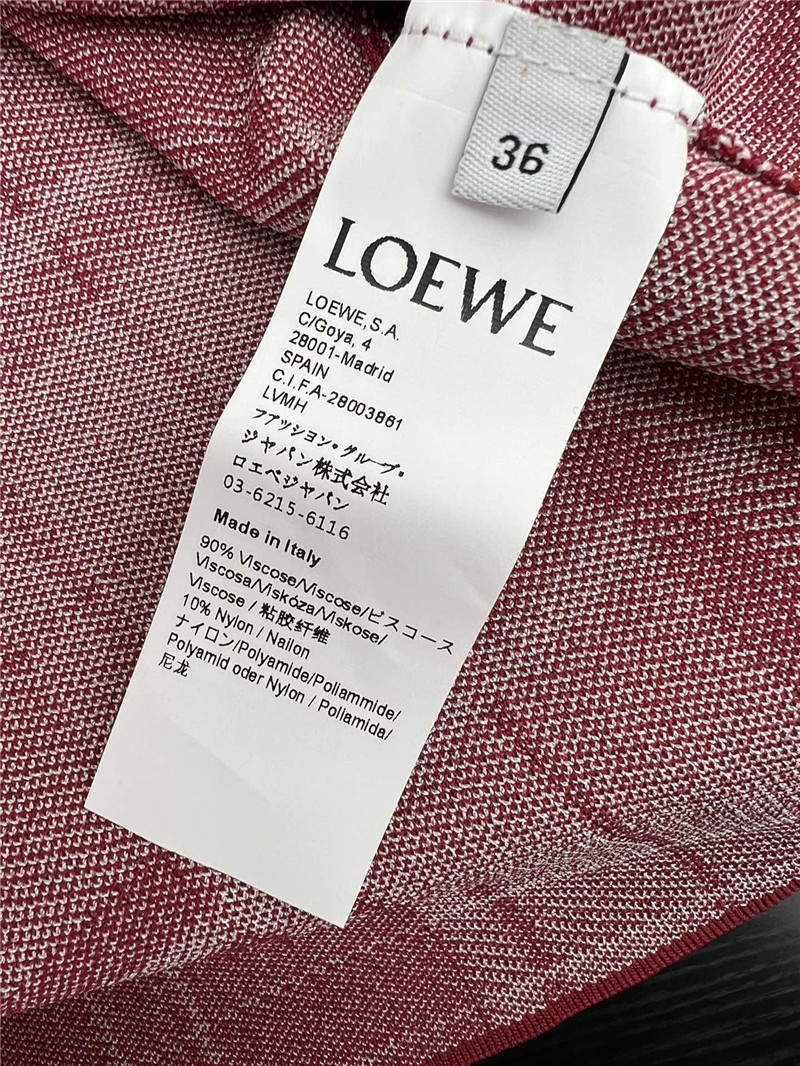 36
LOEWE
LOEWE,S.A.
C/Goya, 4
28001-Madrid
SPAIN
C.I.F.A-28003861
LVMH
ファッション・グループ・
ジャパン株式会社
ロエベジャパン
03-6215-6116
Made in Italy
90% Viscose/Viscose/ビスコース
Viscosa/Viskóza/Viskose/
Viscose / 粘胶纤维
10% Nylon / Nailon
ナイロン/Polyamide/Poliammide/
Polyamid oder Nylon / Poliamida/
尼龙